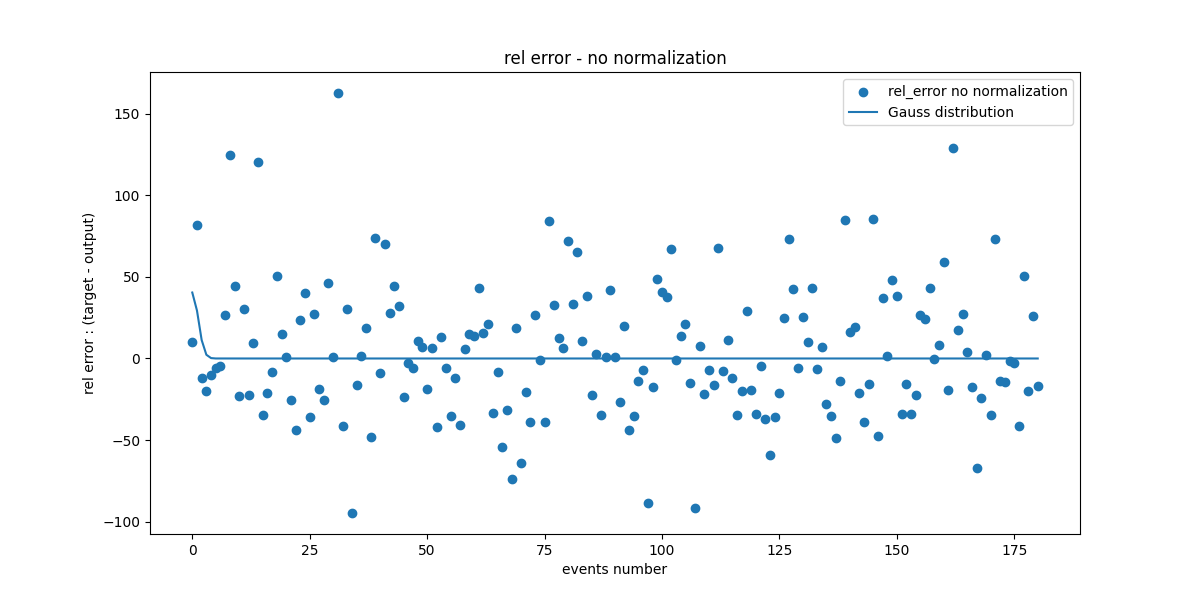 rel error - no normalization
rel_error no normalization
Gauss distribution
150
100
50
0
−50
−100
rel error : (target - output)
0 25 50 75 100 125 150 175
events number